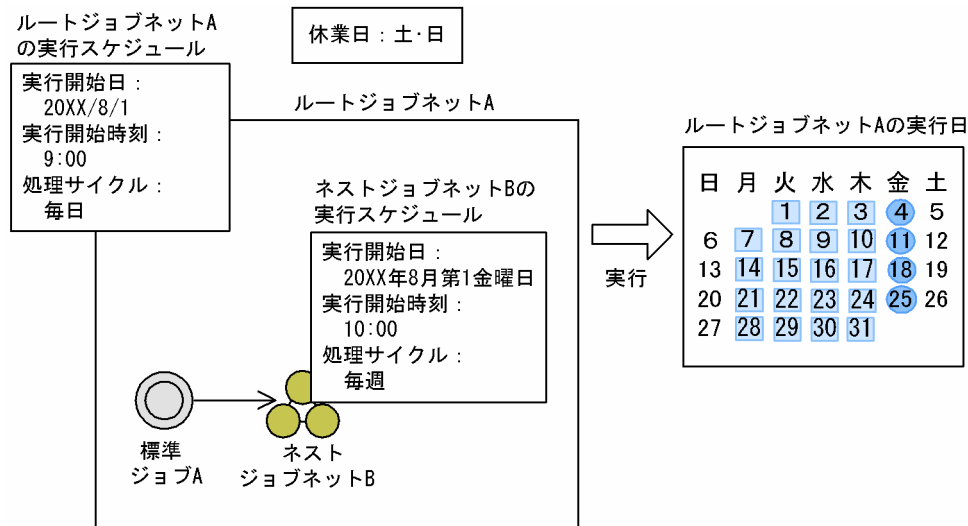 ルートジョブネットA
の実行スケジュール
実行開始日：
20XX/8/1
実行開始時刻：
9:00
処理サイクル：
毎日
休業日：土・日
ルートジョブネットA
ネストジョブネットBの
実行スケジュール
実行開始日：
20XX年8月第1金曜日
実行開始時刻：
10:00
処理サイクル：
毎週
標準
ジョブA
ネスト
ジョブネットB
実行
ルートジョブネットAの実行日
日 月 火 水 木 金 土
1 2 3 4 5
6 7 8 9 10 11 12
13 14 15 16 17 18 19
20 21 22 23 24 25 26
27 28 29 30 31